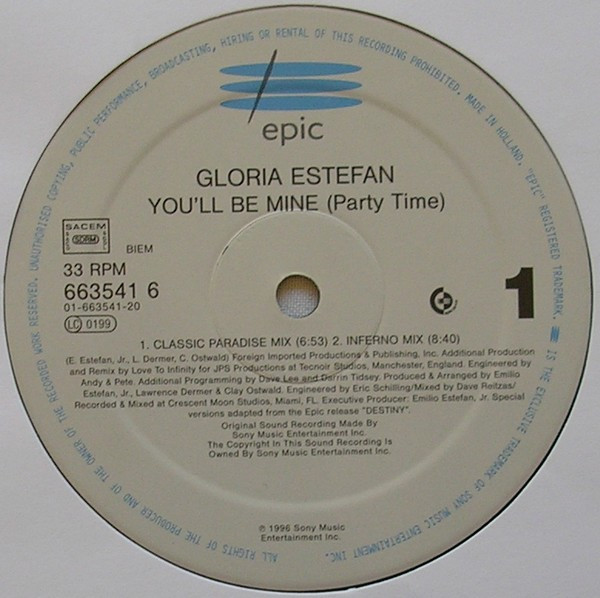 ALL RIGHTS OF THE PRODUCER AND OF THE OWNER OF THE RECORDED WORK RESERVED. UNAUTHORISED COPYING, PUBLIC PERFORMANCE, BROADCASTING, HIRING OR RENTAL OF THIS RECORDING PROHIBITED. MADE IN HOLLAND. "EPIC" REGISTERED TRADEMARK. IS THE EXCLUSIVE TRADEMARK OF SONY MUSIC ENTERTAINMENT INC.
epic
GLORIA ESTEFAN
YOU'LL BE MINE (Party Time)
SACEM
SDRM
BIEM
33 RPM
663541 6
01-663541-20
LC 0199
1
1. CLASSIC PARADISE MIX (6:53) 2. INFERNO MIX (8:40)
(E. Estefan, Jr., L. Dermer, C. Ostwald) Foreign Imported Productions & Publishing, Inc. Additional Production
and Remix by Love To Infinity for JPS Productions at Tecnoir Studios, Manchester, England. Engineered by
Andy & Pete. Additional Programming by Dave Lee and Darrin Tidsey. Produced & Arranged by Emilio
Estefan, Jr., Lawrence Dermer & Clay Ostwald. Engineered by Eric Schilling/Mixed by Dave Reitzas/
Recorded & Mixed at Crescent Moon Studios, Miami, FL. Executive Producer: Emilio Estefan, Jr. Special
versions adapted from the Epic release "DESTINY".
Original Sound Recording Made By
Sony Music Entertainment Inc.
The Copyright In This Sound Recording Is
Owned By Sony Music Entertainment Inc.
℗ 1996 Sony Music
Entertainment Inc.